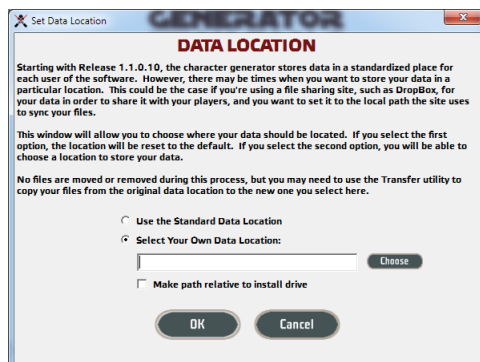 Set Data Location
GENERATOR
DATA LOCATION
Starting with Release 1.1.0.10, the character generator stores data in a standardized place for
each user of the software. However, there may be times when you want to store your data in a
particular location. This could be the case if you're using a file sharing site, such as DropBox, for
your data in order to share it with your players, and you want to set it to the local path the site uses
to sync your files.
This window will allow you to choose where your data should be located. If you select the first
option, the location will be reset to the default. If you select the second option, you will be able to
choose a location to store your data.
No files are moved or removed during this process, but you may need to use the Transfer utility to
copy your files from the original data location to the new one you select here.
Use the Standard Data Location
Select Your Own Data Location:
Choose
Make path relative to install drive
OK
Cancel